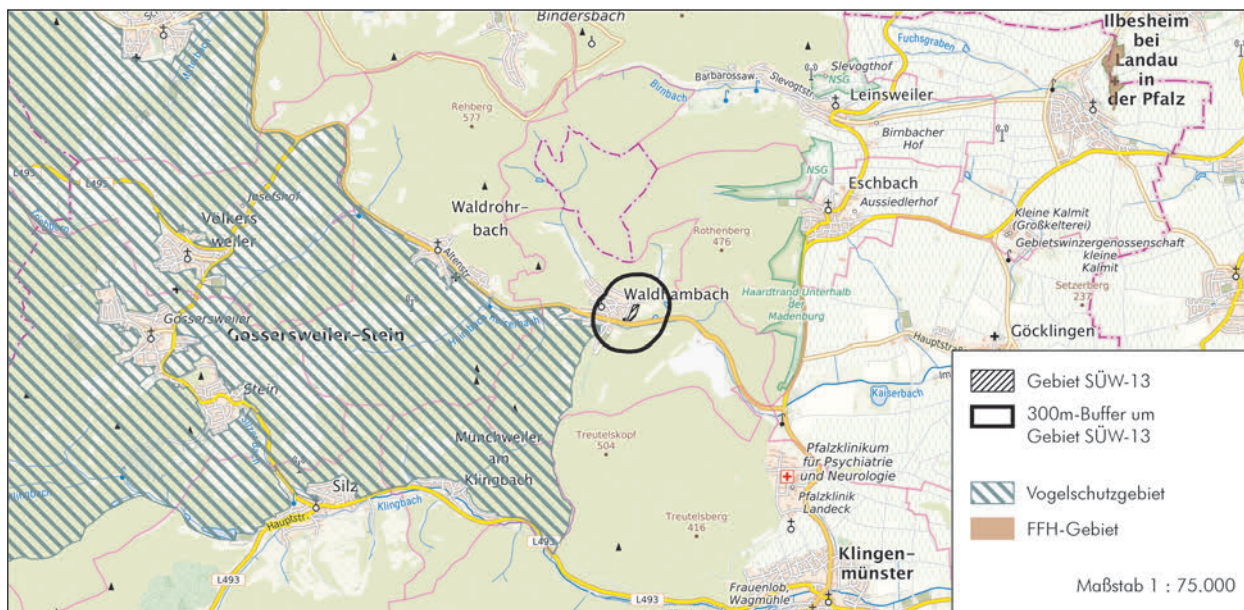 Bindersbach
Ilbesheim
bei
Landau
in
der Pfalz
Slevogthof
Fuchsgraben
NSG
Barbarossaw.
Slevogtstr.
Leinsweiler
Birnbach
Rehberg
577
Birnbacher
Hof
L495
L495
Josefshof
Völkers
weiler
Waldrohr-
bach
Altenstr.
NSG
Eschbach
Aussiedlerhof
Rothenberg
476
Kleine Kalmit
(Großkelterei)
Gebietswinzergenossenschaft
kleine
Kalmit
Setzerberg
237
Waldhambach
Haardtrand-Unterhalb
der
Madenburg
Gossersweiler
Gossersweiler-Stein
Göcklingen
Hauptstraße
Im
Kaiserbach
Stein
Treutelskopf
504
Münchweiler
am
Klingbach
Pfalzklinikum
für Psychiatrie
und Neurologie
Pfalzklinik
Landeck
Silz
Klingbach
Hauptstr.
Treutelsberg
416
L493
L493
L493
Klingen-
münster
Frauenlob,
Wagmühle
Gebiet SÜW-13
300m-Buffer um
Gebiet SÜW-13
Vogelschutzgebiet
FFH-Gebiet
Maßstab 1 : 75.000